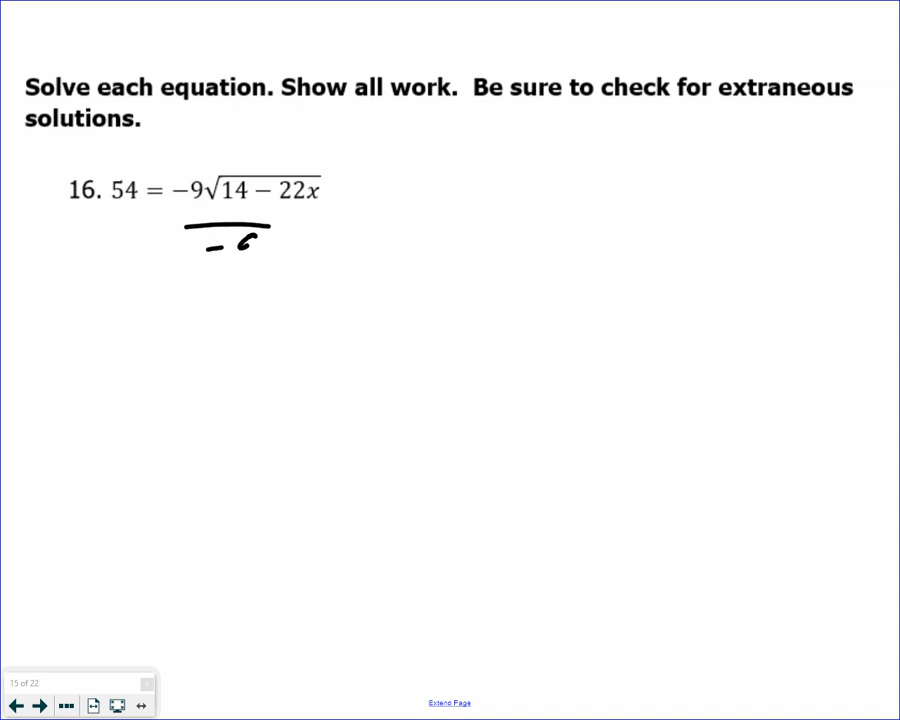 Solve each equation. Show all work.  Be sure to check for extraneous
solutions.
16. 54 = −9√14 − 22x
15 of 22
Extend Page